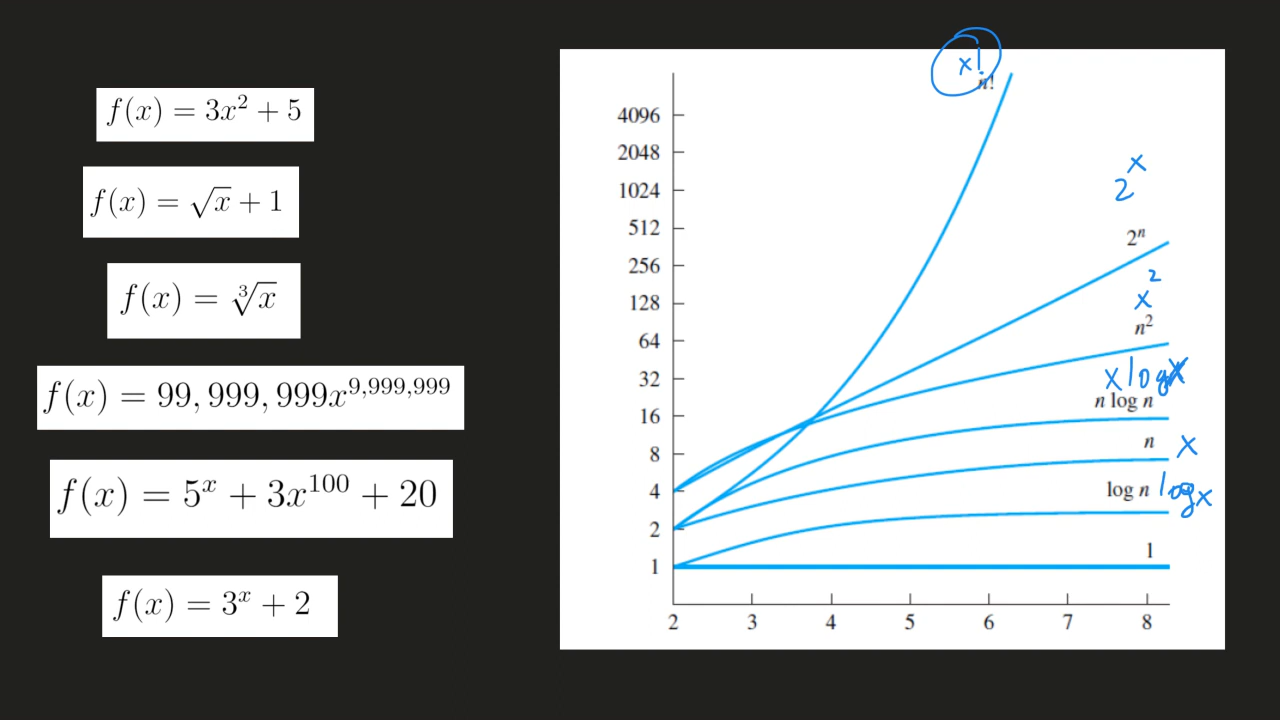 f(x) = 3x² + 5
f(x) = √x + 1
f(x) = ∛x
f(x) = 99,999,999x^9,999,999
f(x) = 5^x + 3x^100 + 20
f(x) = 3^x + 2
x!
n!
4096
2048
1024
512
256
128
64
32
16
8
4
2
1
2^x
2^n
x²
n²
x log x
n log n
n x
log n log x
1
2 3 4 5 6 7 8